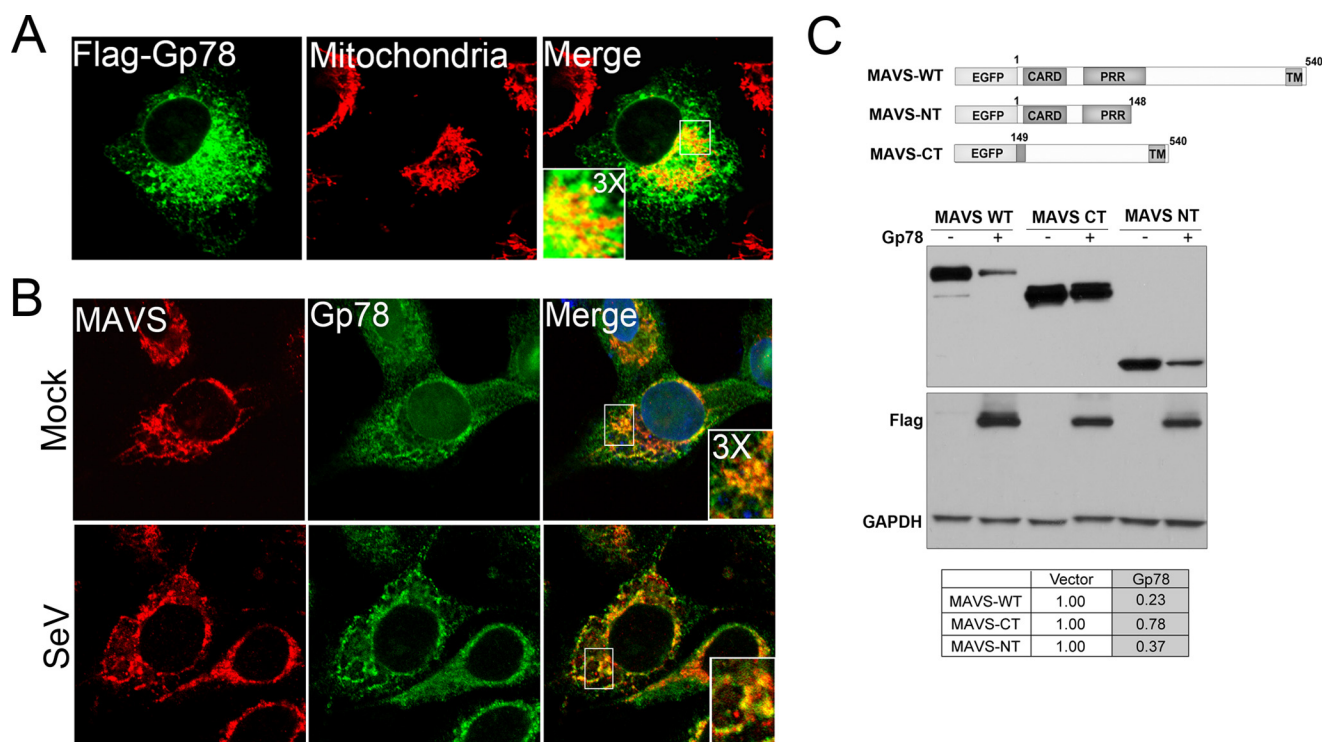 A
Flag-Gp78 Mitochondria Merge
3X
B
MAVS Gp78 Merge
Mock
3X
SeV
C
1 540
MAVS-WT EGFP CARD PRR TM
1 148
MAVS-NT EGFP CARD PRR
149 540
MAVS-CT EGFP TM
MAVS WT MAVS CT MAVS NT
Gp78 - + - + - +
Flag
GAPDH
Vector Gp78
MAVS-WT 1.00 0.23
MAVS-CT 1.00 0.78
MAVS-NT 1.00 0.37